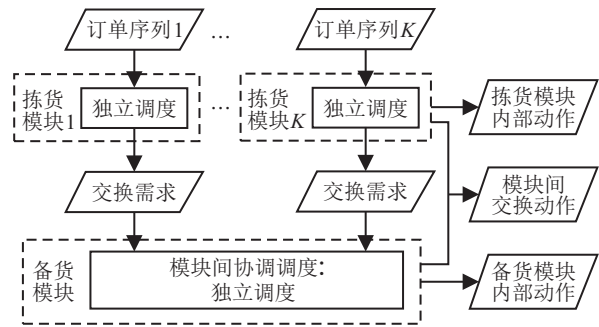 订单序列1
…
订单序列K
拣货
模块1
独立调度
…
拣货
模块K
独立调度
拣货模块
内部动作
交换需求
交换需求
模块间
交换动作
备货
模块
模块间协调调度：
独立调度
备货模块
内部动作